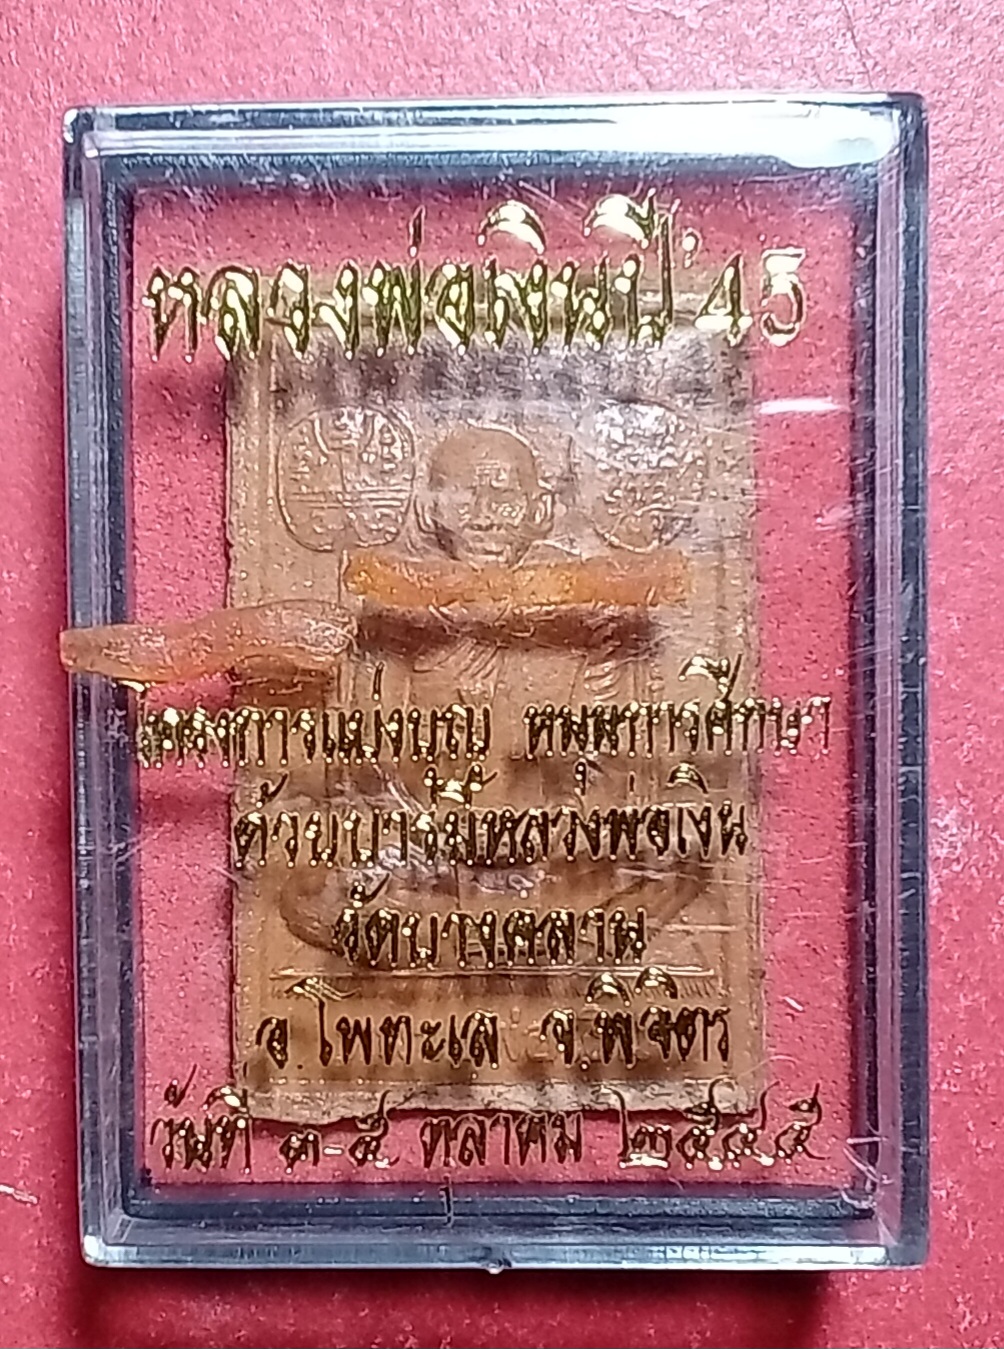 หลวงพ่อเงินปี'45
โครงการแบ่งบุญ หนุนการศึกษา
ด้วยบารมีหลวงพ่อเงิน
วัดบางคลาน
อ.โพทะเล จ.พิจิตร
วันที่ ๓-๕ ตุลาคม ๒๕๔๕